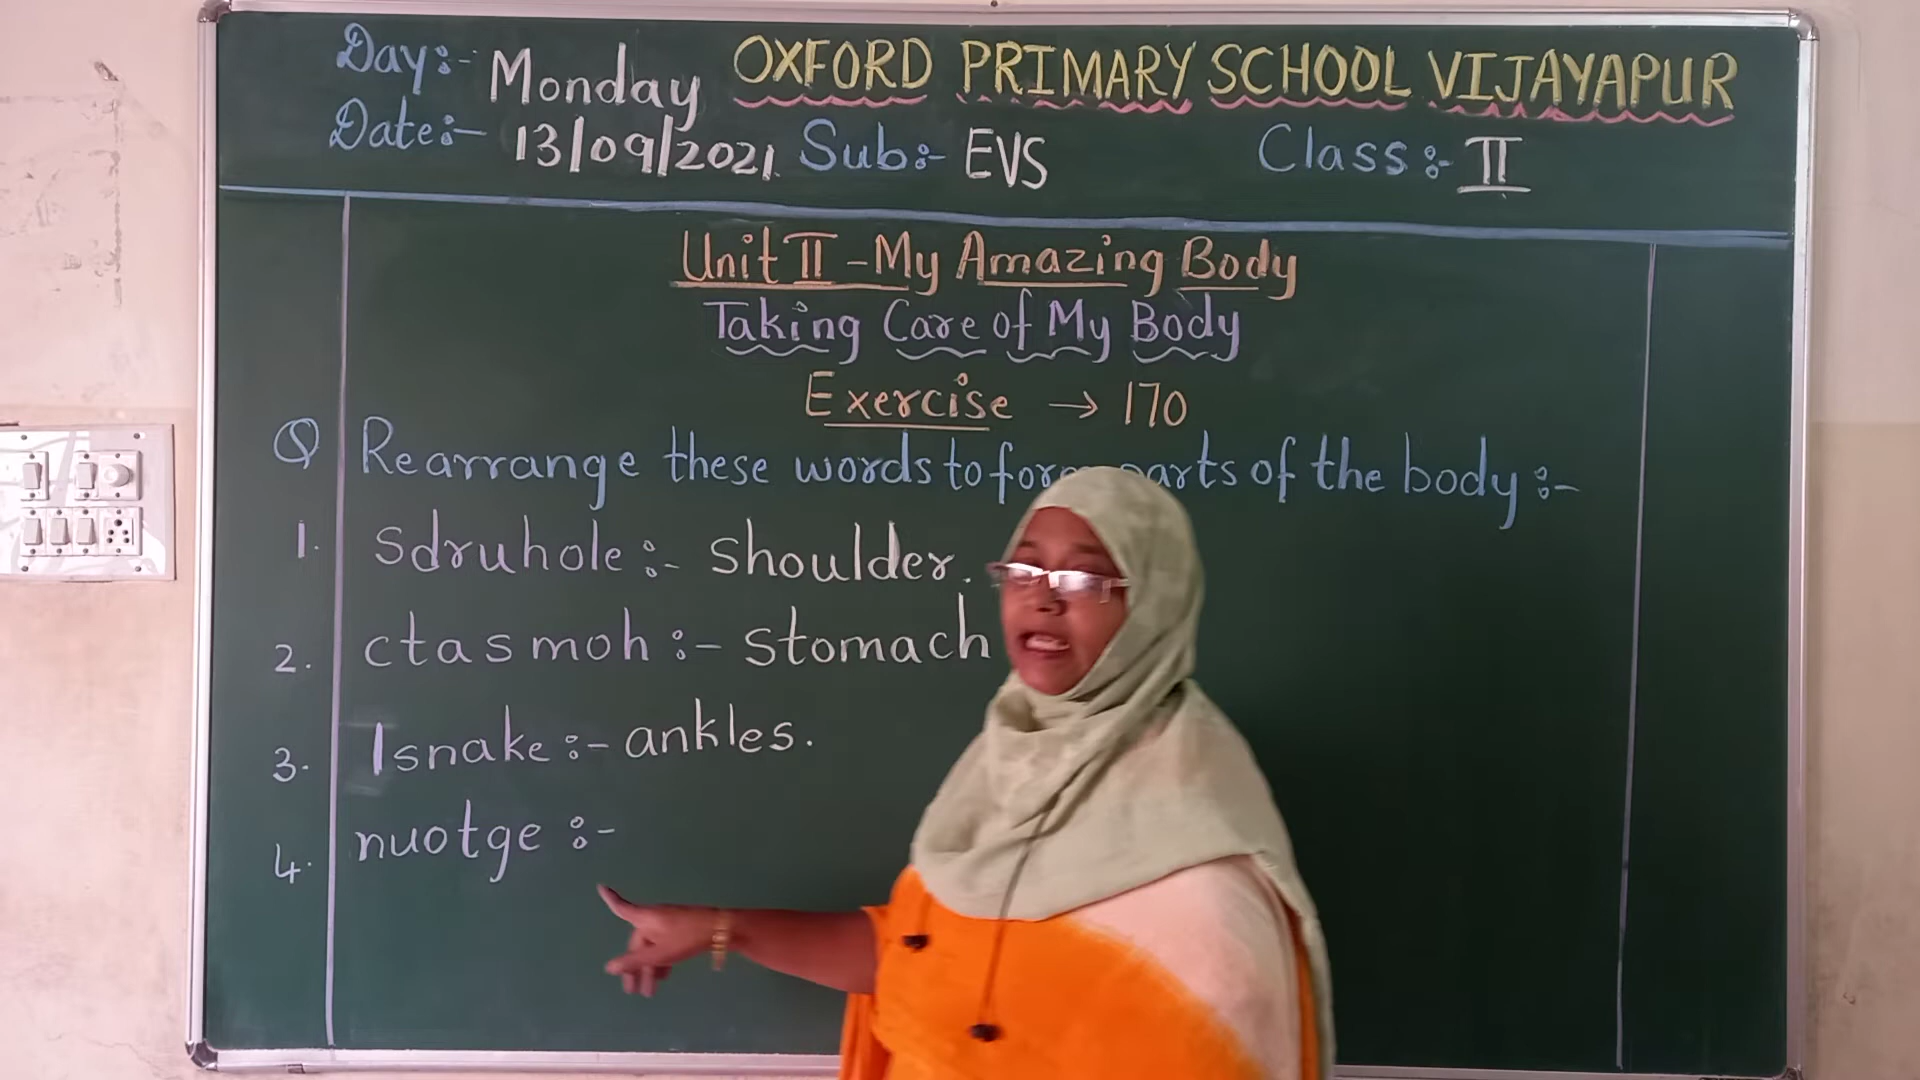 Day:- Monday OXFORD PRIMARY SCHOOL VIJAYAPUR
Date:- 13/09/2021 Sub:- EVS Class:- II
Unit II - My Amazing Body
Taking Care of My Body
Exercise → 170
Q Rearrange these words to of the body :-
1. sdruhole :- shoulder.
2. ctasmoh :- stomach
3. lsnake :- ankles.
4. nuotge :-